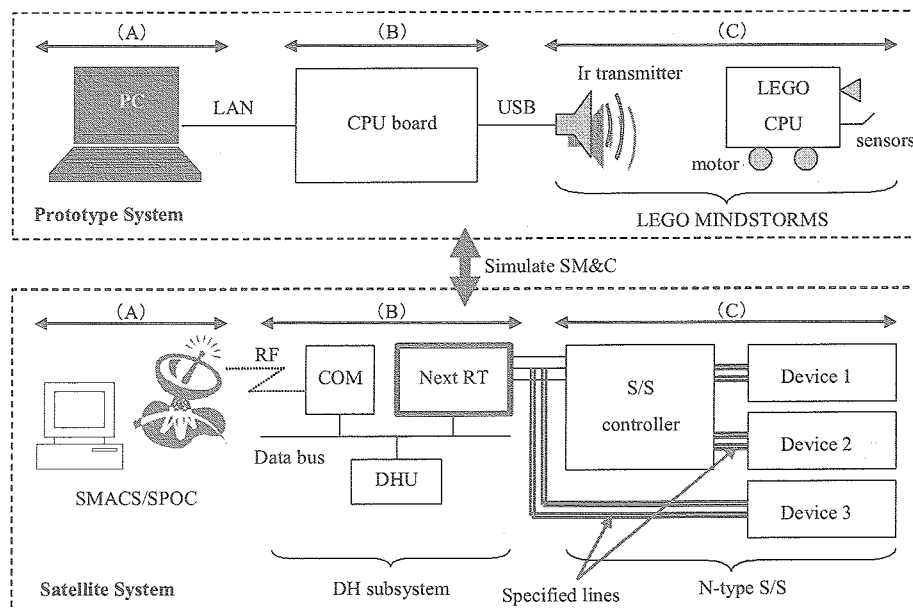 (A)
(B)
(C)
PC
LAN
CPU board
USB
Ir transmitter
LEGO
CPU
sensors
motor
Prototype System
LEGO MINDSTORMS
Simulate SM&C
(A)
(B)
(C)
RF
COM
Next RT
S/S
controller
Device 1
Device 2
Device 3
Data bus
DHU
SMACS/SPOC
Satellite System
DH subsystem
Specified lines
N-type S/S